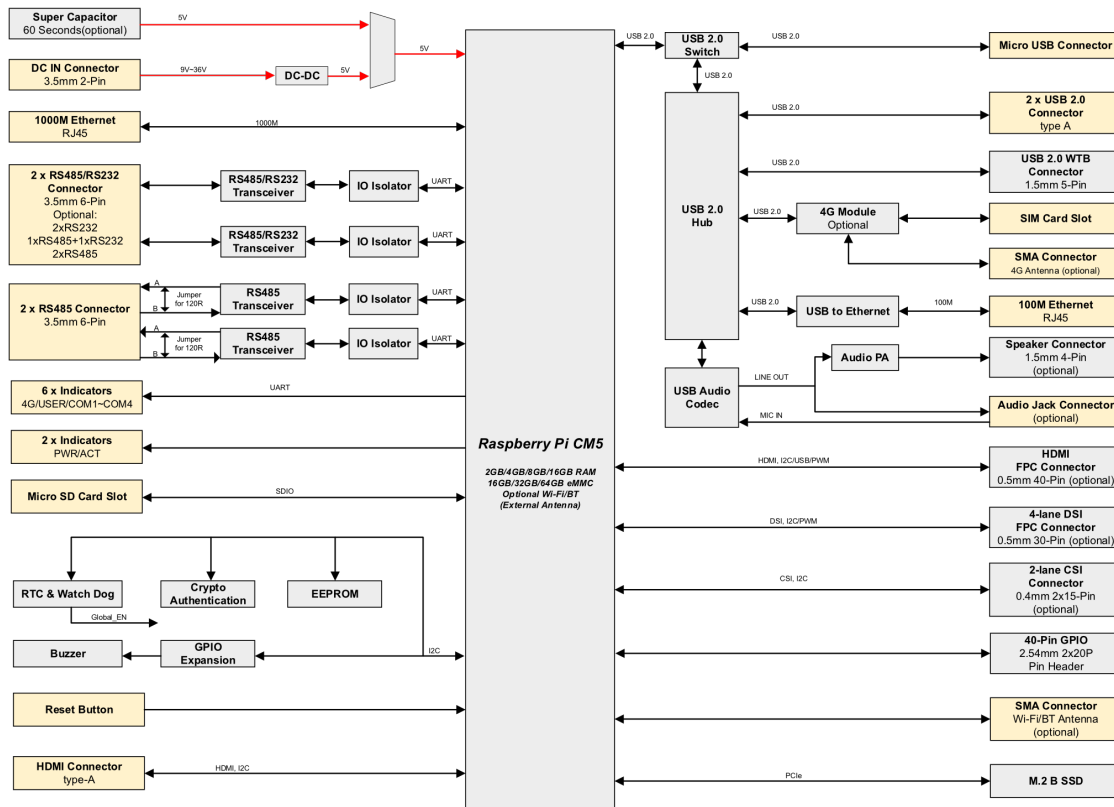 Super Capacitor
60 Seconds(optional)
5V
DC IN Connector
3.5mm 2-Pin
9V~36V
DC-DC
5V
5V
1000M Ethernet
RJ45
1000M
2 x RS485/RS232
Connector
3.5mm 6-Pin
Optional:
2xRS232
1xRS485+1xRS232
2xRS485
RS485/RS232
Transceiver
IO Isolator
UART
RS485/RS232
Transceiver
IO Isolator
UART
2 x RS485 Connector
3.5mm 6-Pin
A
Jumper
for 120R
B
RS485
Transceiver
IO Isolator
UART
A
Jumper
for 120R
B
RS485
Transceiver
IO Isolator
UART
6 x Indicators
4G/USER/COM1~COM4
UART
2 x Indicators
PWR/ACT
Micro SD Card Slot
SDIO
RTC & Watch Dog
Crypto
Authentication
EEPROM
Global_EN
Buzzer
GPIO
Expansion
I2C
Reset Button
HDMI Connector
type-A
HDMI, I2C
Raspberry Pi CM5
2GB/4GB/8GB/16GB RAM
16GB/32GB/64GB eMMC
Optional Wi-Fi/BT
(External Antenna)
USB 2.0
USB 2.0
Switch
USB 2.0
Micro USB Connector
USB 2.0
USB 2.0
Hub
USB 2.0
2 x USB 2.0
Connector
type A
USB 2.0
USB 2.0 WTB
Connector
1.5mm 5-Pin
USB 2.0
4G Module
Optional
SIM Card Slot
SMA Connector
4G Antenna (optional)
USB 2.0
USB to Ethernet
100M
100M Ethernet
RJ45
USB Audio
Codec
LINE OUT
Audio PA
Speaker Connector
1.5mm 4-Pin
(optional)
MIC IN
Audio Jack Connector
(optional)
HDMI, I2C/USB/PWM
HDMI
FPC Connector
0.5mm 40-Pin (optional)
DSI, I2C/PWM
4-lane DSI
FPC Connector
0.5mm 30-Pin (optional)
CSI, I2C
2-lane CSI
Connector
0.4mm 2x15-Pin
(optional)
40-Pin GPIO
2.54mm 2x20P
Pin Header
SMA Connector
Wi-Fi/BT Antenna
(optional)
PCIe
M.2 B SSD